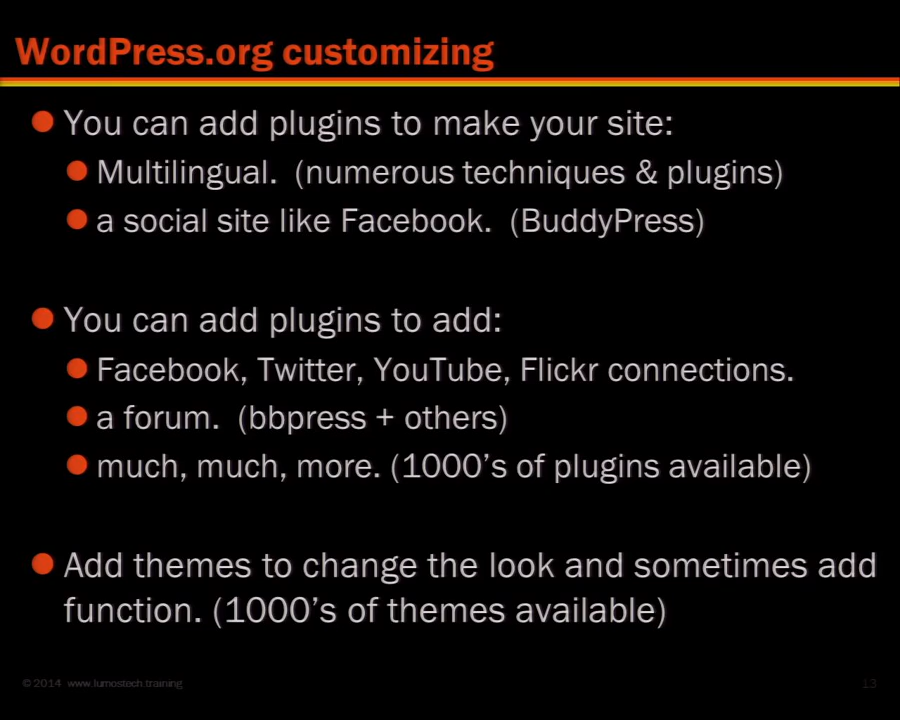 WordPress.org customizing
You can add plugins to make your site:
Multilingual. (numerous techniques & plugins)
a social site like Facebook. (BuddyPress)
You can add plugins to add:
Facebook, Twitter, YouTube, Flickr connections.
a forum. (bbpress + others)
much, much, more. (1000's of plugins available)
Add themes to change the look and sometimes add
function. (1000's of themes available)
© 2014 www.lumostech.training
13